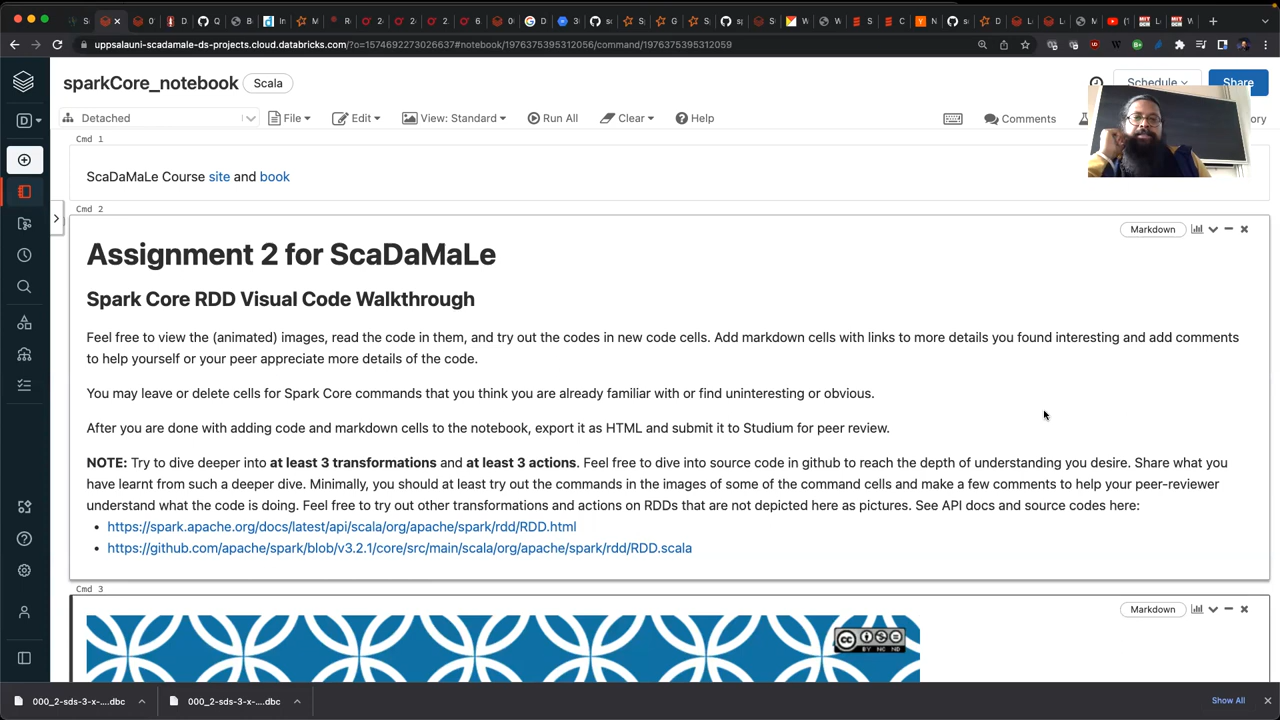 uppsalauni-scadamale-ds-projects.cloud.databricks.com/?o=1574692273026637#notebook/1976375395312056/command/1976375395312059
sparkCore_notebook
Scala
Schedule
Share
D
Detached
File
Edit
View: Standard
Run All
Clear
Help
Comments
Cmd 1
ScaDaMaLe Course site and book
Cmd 2
Markdown
Assignment 2 for ScaDaMaLe
Spark Core RDD Visual Code Walkthrough
Feel free to view the (animated) images, read the code in them, and try out the codes in new code cells. Add markdown cells with links to more details you found interesting and add comments
to help yourself or your peer appreciate more details of the code.
You may leave or delete cells for Spark Core commands that you think you are already familiar with or find uninteresting or obvious.
After you are done with adding code and markdown cells to the notebook, export it as HTML and submit it to Studium for peer review.
NOTE: Try to dive deeper into at least 3 transformations and at least 3 actions. Feel free to dive into source code in github to reach the depth of understanding you desire. Share what you
have learnt from such a deeper dive. Minimally, you should at least try out the commands in the images of some of the command cells and make a few comments to help your peer-reviewer
understand what the code is doing. Feel free to try out other transformations and actions on RDDs that are not depicted here as pictures. See API docs and source codes here:
• https://spark.apache.org/docs/latest/api/scala/org/apache/spark/rdd/RDD.html
• https://github.com/apache/spark/blob/v3.2.1/core/src/main/scala/org/apache/spark/rdd/RDD.scala
Cmd 3
Markdown
BY NC ND
000_2-sds-3-x-....dbc
000_2-sds-3-x-....dbc
Show All